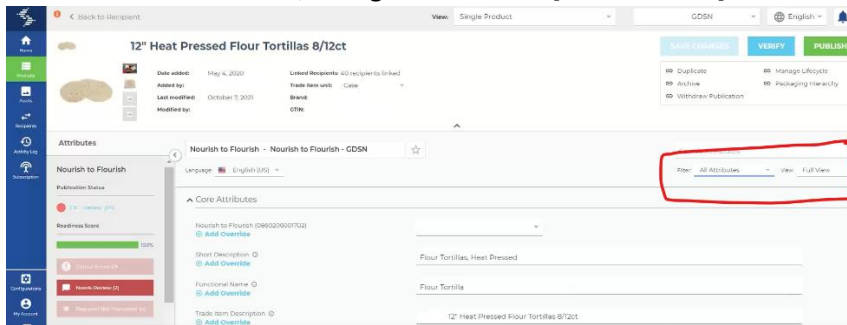 Back to Recipient
View: Single Product
GDSN
English
Home
12" Heat Pressed Flour Tortillas 8/12ct
SAVE CHANGES
VERIFY
PUBLISH
Products
Date added: May 4, 2020
Linked Recipients: 40 recipients linked
Added by:
Trade item unit: Case
Last modified: October 7, 2021
Brand:
Modified by:
GTIN:
Duplicate
Manage Lifecycle
Archive
Packaging Hierarchy
Withdraw Publication
Recipients
Activity Log
Subscription
Attributes
Nourish to Flourish - Nourish to Flourish - GDSN
Nourish to Flourish
Language: English (US)
Filter: All Attributes
View: Full View
Publication Status
Core Attributes
Readiness Score
100%
Nourish to Flourish (0860206001702)
Add Override
Short Description
Add Override
Flour Tortillas, Heat Pressed
Needs Review (2)
Functional Name
Add Override
Flour Tortilla
Configurations
My Account
Trade Item Description
Add Override
12" Heat Pressed Flour Tortillas 8/12ct